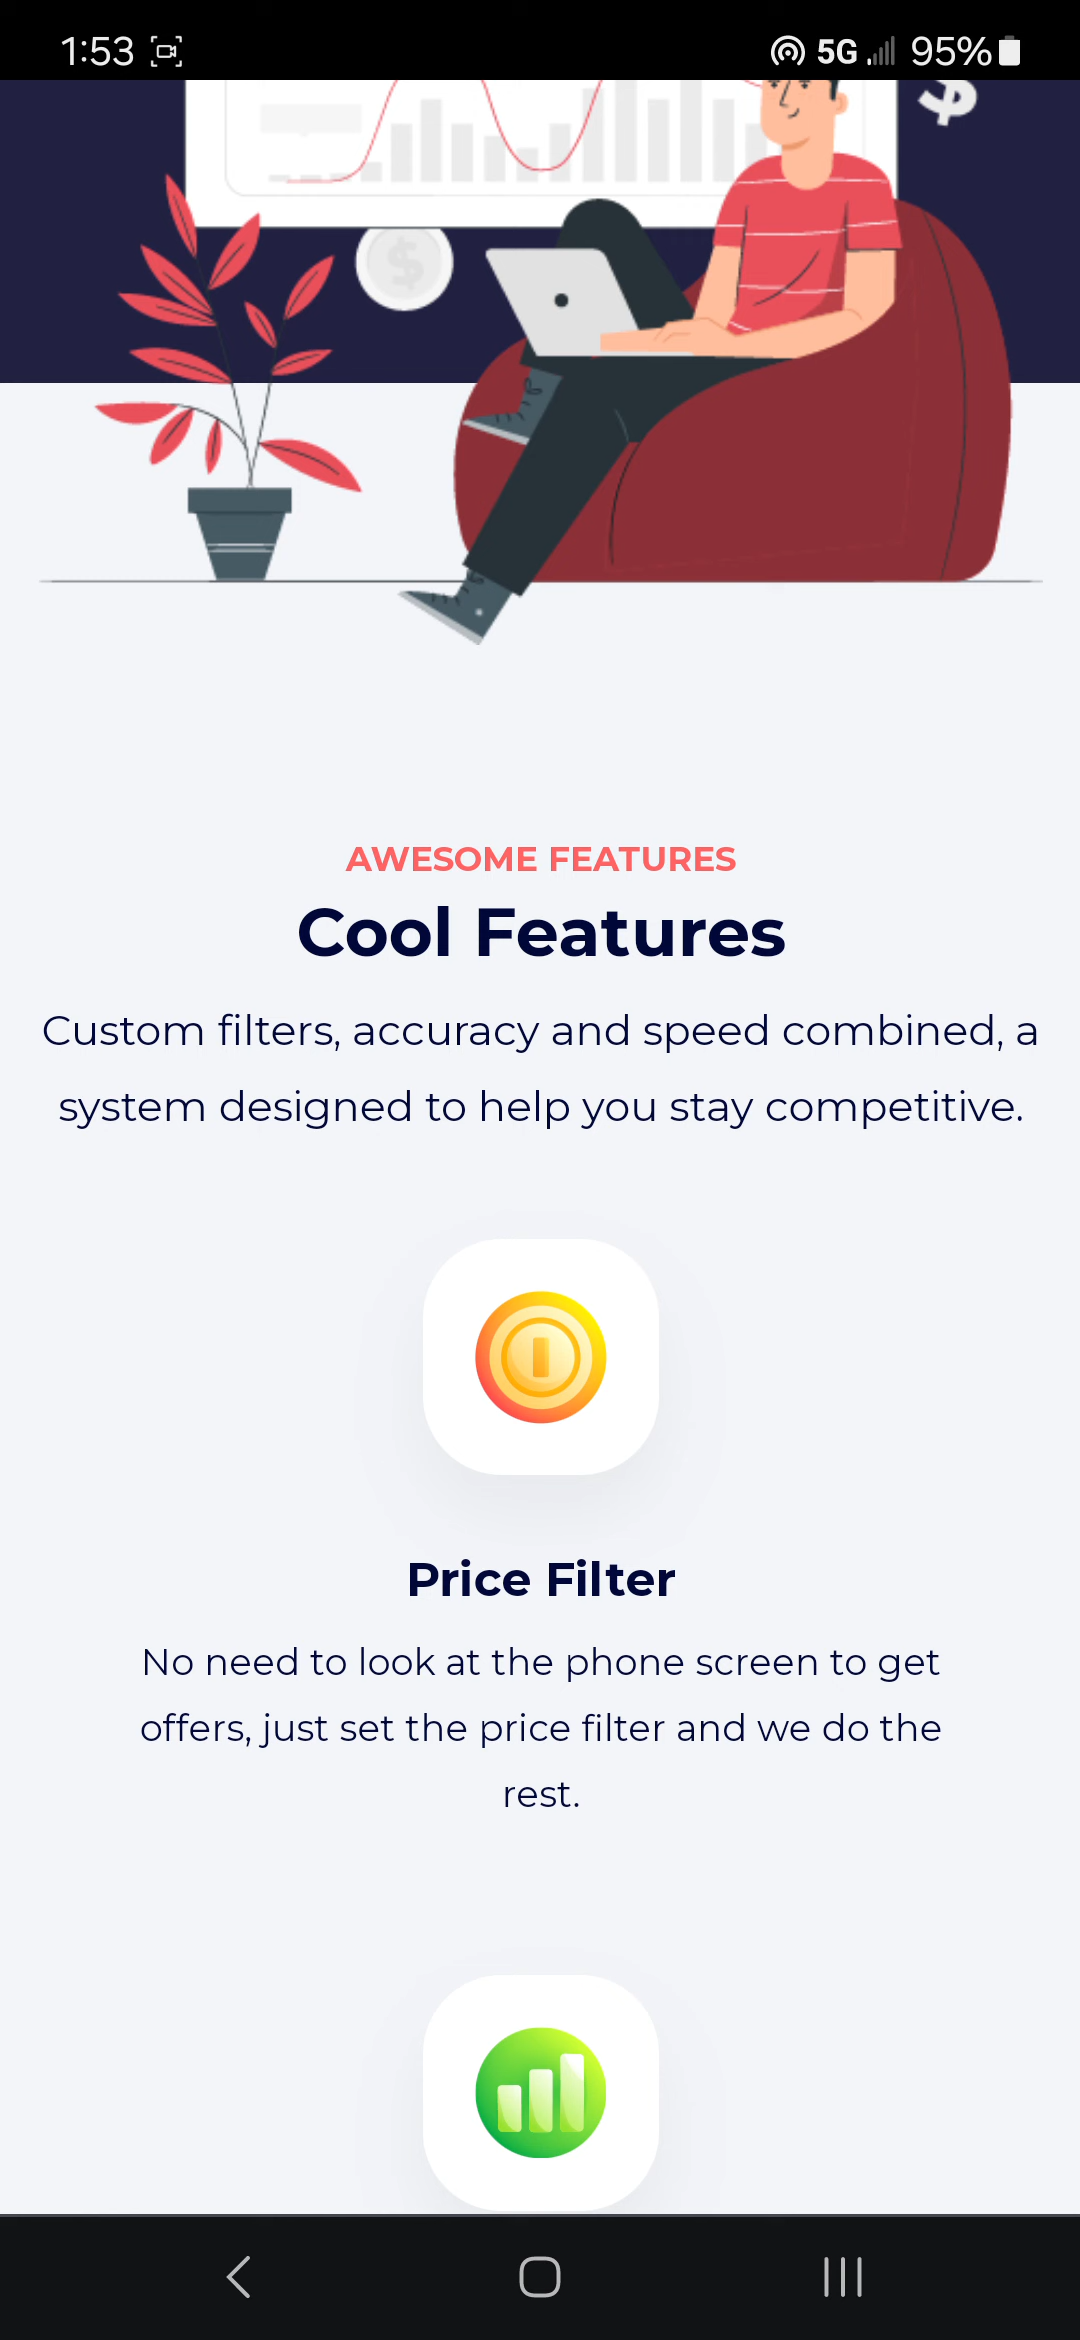 1:53 5G 95%
$
$
AWESOME FEATURES
Cool Features
Custom filters, accuracy and speed combined, a
system designed to help you stay competitive.
Price Filter
No need to look at the phone screen to get
offers, just set the price filter and we do the
rest.